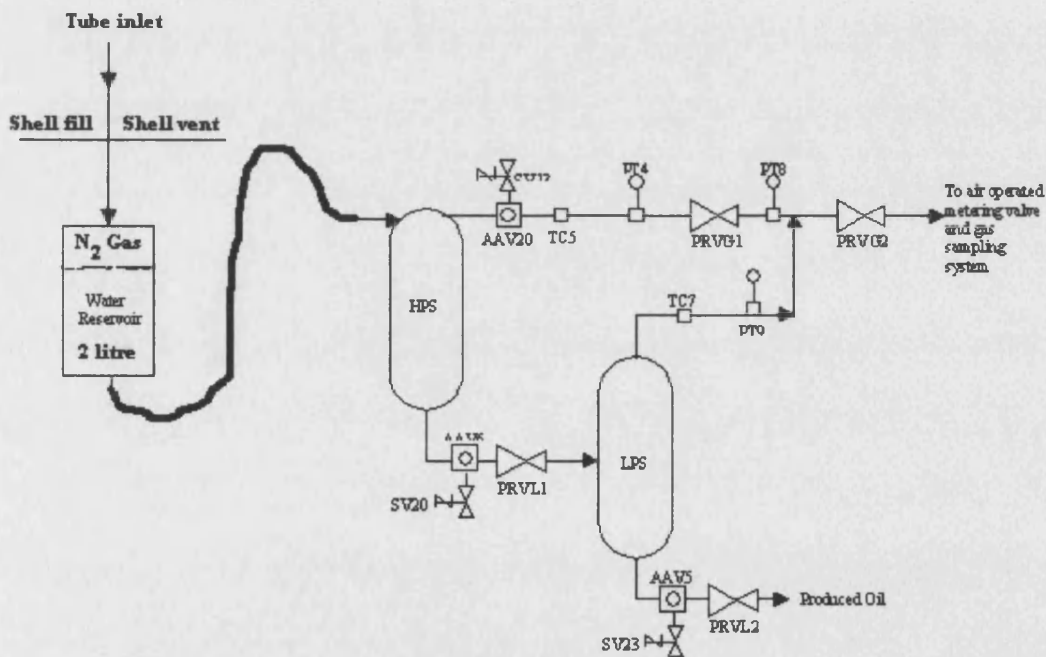 Tube inlet
Shell fill
Shell vent
N2 Gas
Water
Reservoir
2 litre
HPS
AAV20
TC5
PT4
PRVG1
PT8
PRVG2
To air operated
metering valve
and gas
sampling
system
TC7
PT9
PRVL1
SV20
LPS
AAV5
PRVL2
SV23
Produced Oil